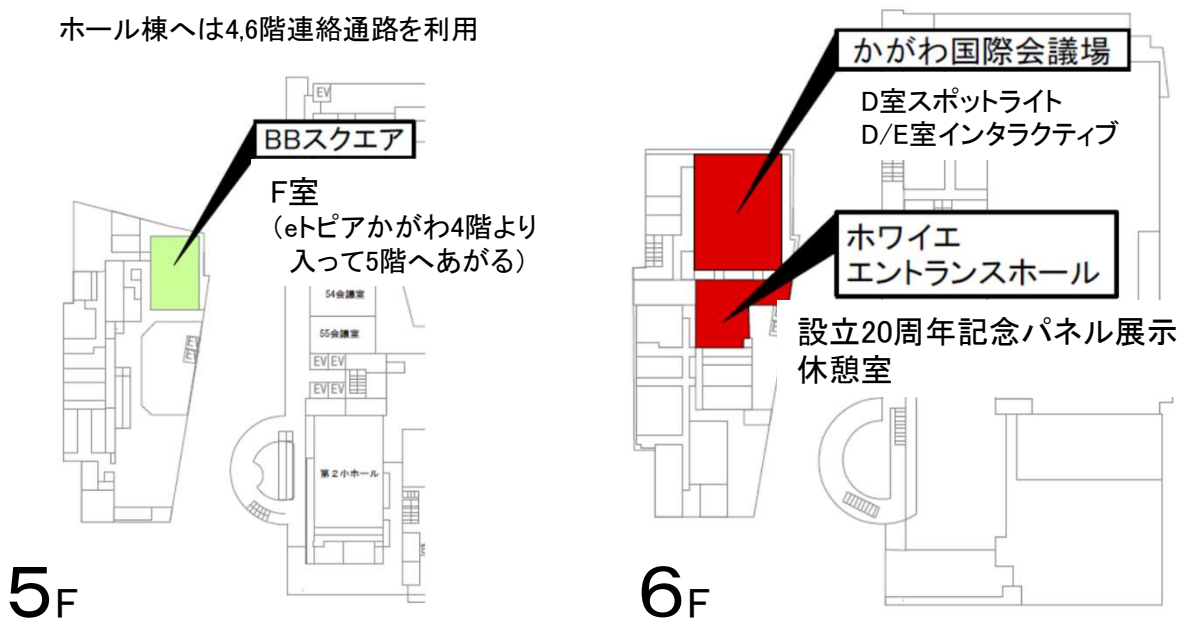 ホール棟へは4,6階連絡通路を利用
EV
BBスクエア
F室
(eトピアかがわ4階より
入って5階へあがる)
54会議室
55会議室
EV
EV
EV EV
EV EV
第2小ホール
5F
かがわ国際会議場
D室スポットライト
D/E室インタラクティブ
ホワイエ
エントランスホール
設立20周年記念パネル展示
休憩室
6F